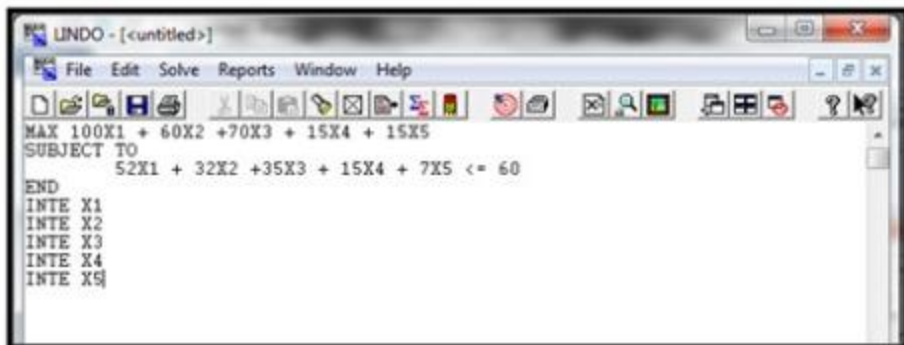 LINDO - [<untitled>]
File Edit Solve Reports Window Help
MAX 100X1 + 60X2 +70X3 + 15X4 + 15X5
SUBJECT TO
52X1 + 32X2 +35X3 + 15X4 + 7X5 <= 60
END
INTE X1
INTE X2
INTE X3
INTE X4
INTE X5